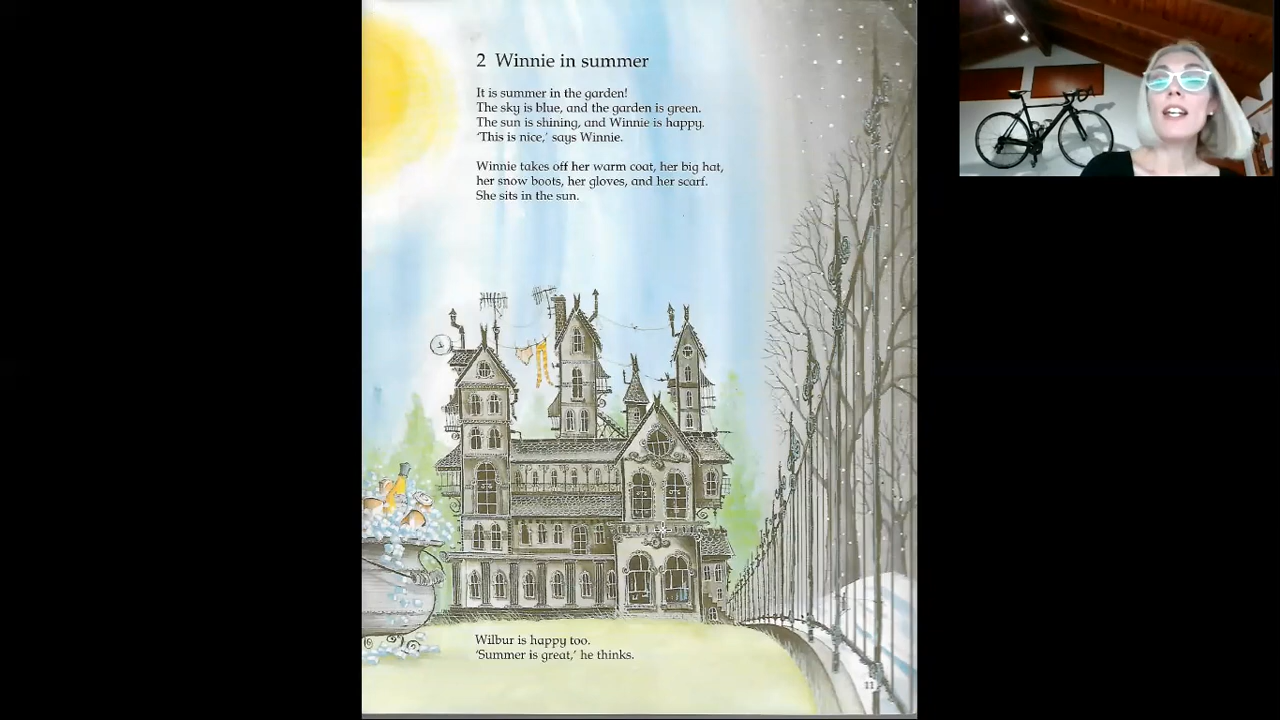 2 Winnie in summer
It is summer in the garden!
The sky is blue, and the garden is green.
The sun is shining, and Winnie is happy.
‘This is nice,’ says Winnie.
Winnie takes off her warm coat, her big hat,
her snow boots, her gloves, and her scarf.
She sits in the sun.
Wilbur is happy too.
‘Summer is great,’ he thinks.
11